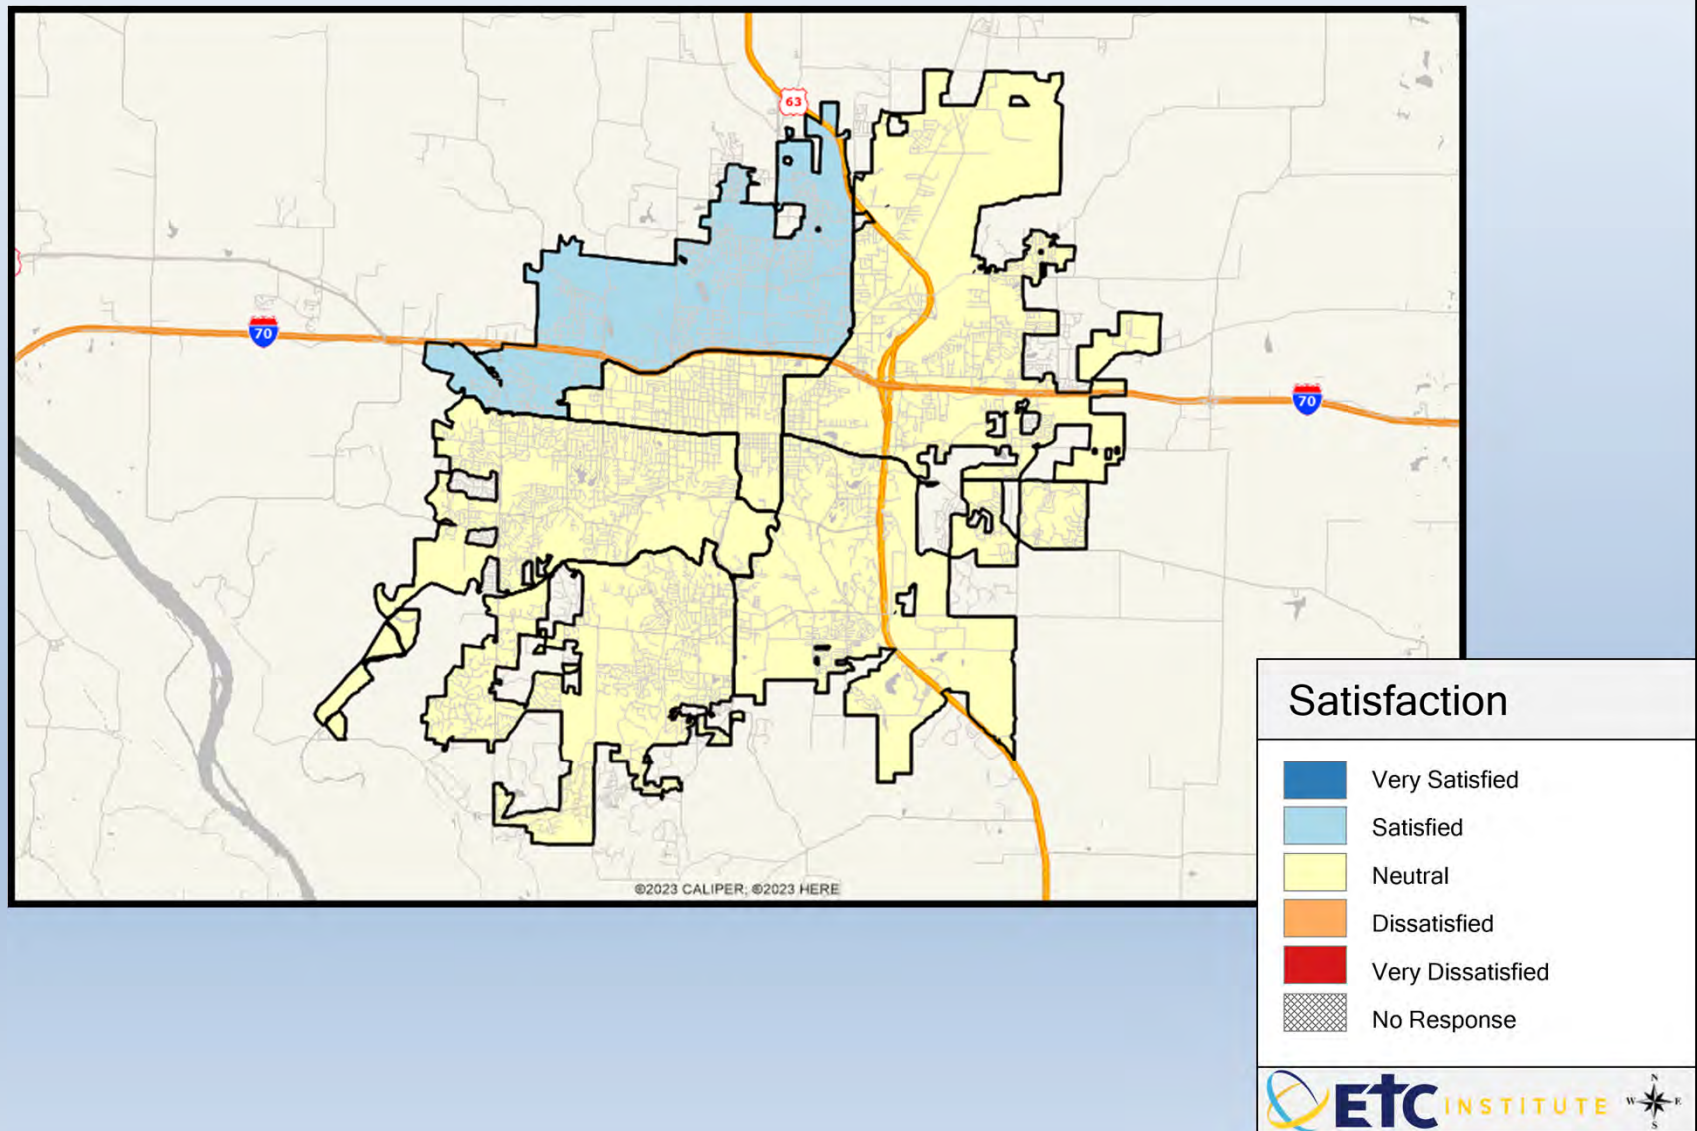 63
70
70
©2023 CALIPER; ©2023 HERE
Satisfaction
Very Satisfied
Satisfied
Neutral
Dissatisfied
Very Dissatisfied
No Response
ETC INSTITUTE
N
W E
S